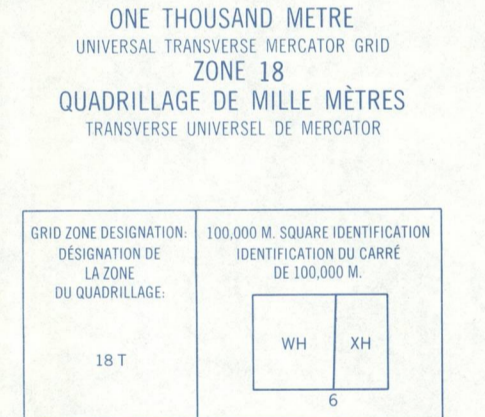 ONE THOUSAND METRE
UNIVERSAL TRANSVERSE MERCATOR GRID
ZONE 18
QUADRILLAGE DE MILLE MÈTRES
TRANSVERSE UNIVERSEL DE MERCATOR
GRID ZONE DESIGNATION:
DÉSIGNATION DE
LA ZONE
DU QUADRILLAGE:
18 T
100,000 M. SQUARE IDENTIFICATION
IDENTIFICATION DU CARRÉ
DE 100,000 M.
WH XH
6